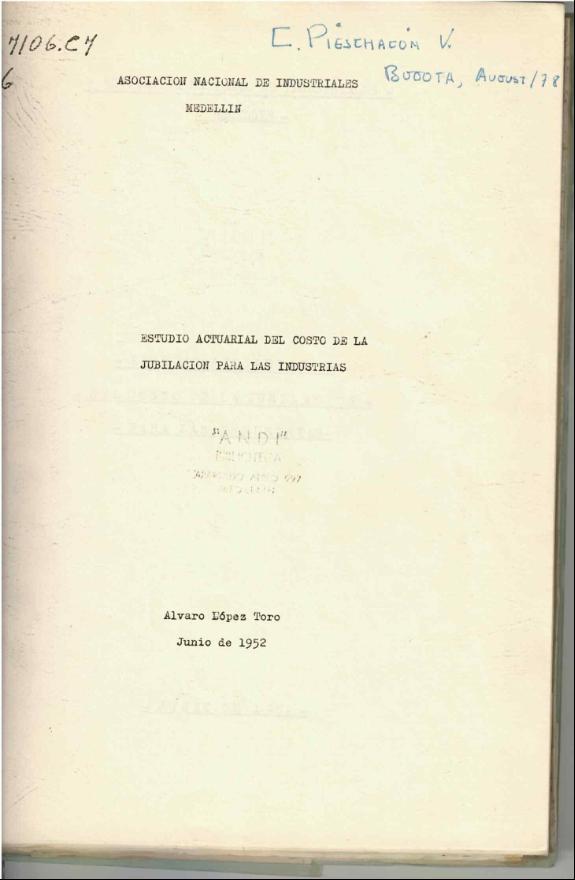 7106.C7
C. PIESCHACÓN V.
6
ASOCIACION NACIONAL DE INDUSTRIALES
BOGOTA, AUGUST/78
MEDELLIN
ESTUDIO ACTUARIAL DEL COSTO DE LA
JUBILACION PARA LAS INDUSTRIAS
"ANDI"
Alvaro López Toro
Junio de 1952